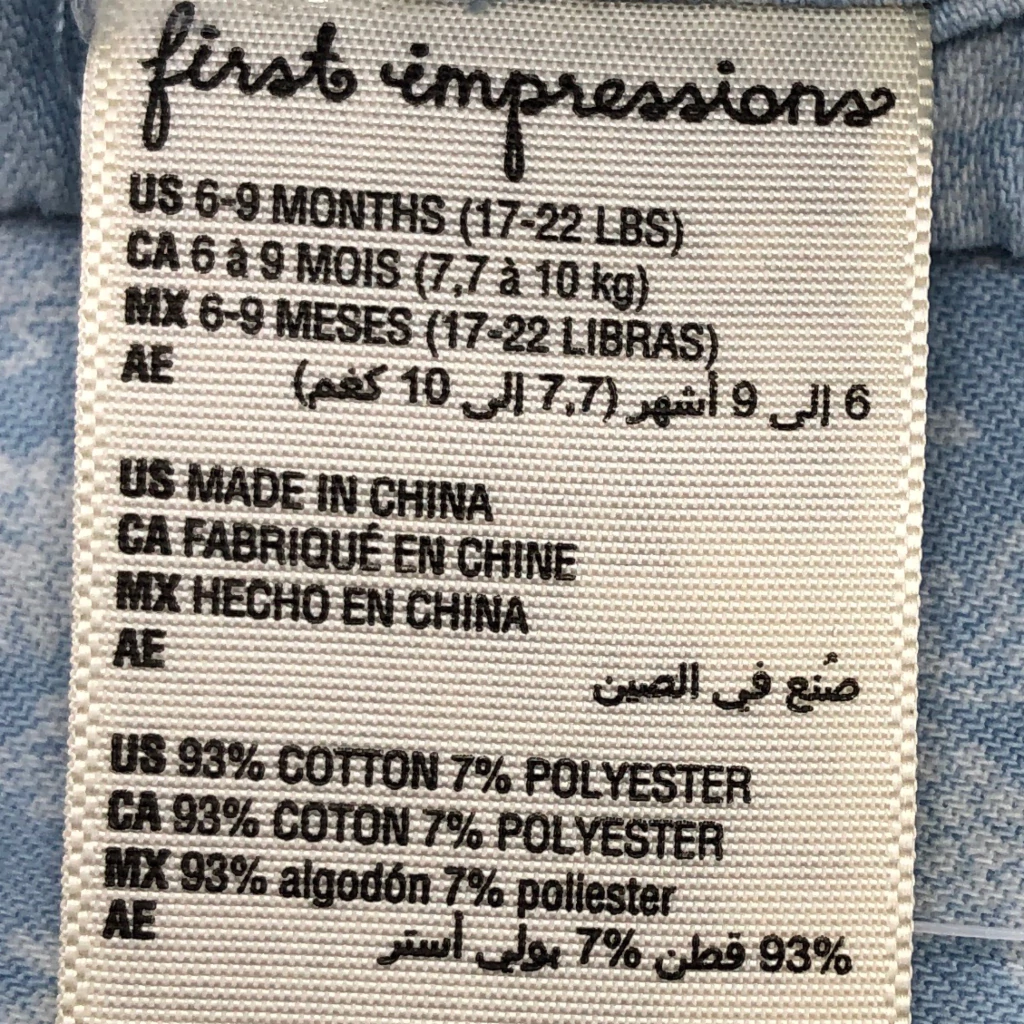 first impressions
US 6-9 MONTHS (17-22 LBS)
CA 6 à 9 MOIS (7,7 à 10 kg)
MX 6-9 MESES (17-22 LIBRAS)
AE 6 إلى 9 أشهر (7,7 إلى 10 كغم)
US MADE IN CHINA
CA FABRIQUÉ EN CHINE
MX HECHO EN CHINA
AE صُنع في الصين
US 93% COTTON 7% POLYESTER
CA 93% COTON 7% POLYESTER
MX 93% algodón 7% poliester
AE 93% قطن 7% بولي أستر